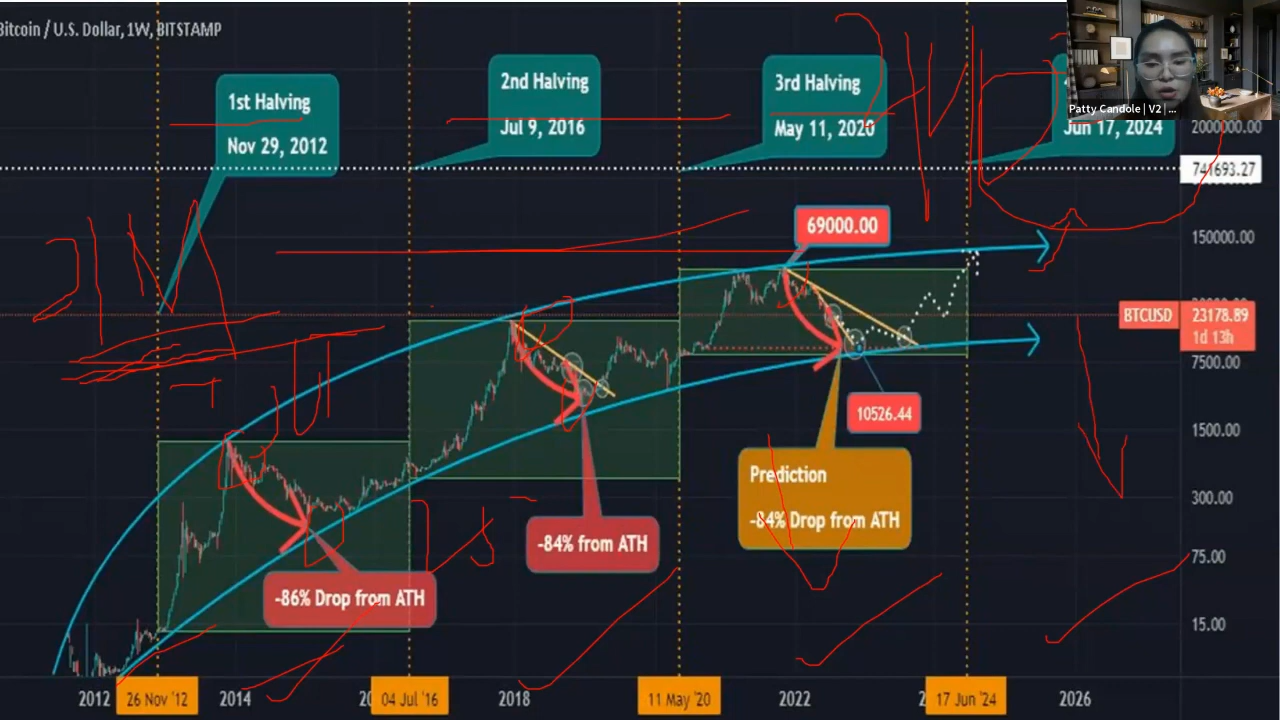 Bitcoin / U.S. Dollar, 1W, BITSTAMP
1st Halving
Nov 29, 2012
2nd Halving
Jul 9, 2016
3rd Halving
May 11, 2020
Jun 17, 2024
Patty Candole | V2 | ...
200000.00
741693.27
150000.00
69000.00
BTCUSD
23178.89
1d 13h
7500.00
10526.44
1500.00
300.00
75.00
15.00
Prediction
-84% Drop from ATH
-84% from ATH
-86% Drop from ATH
21M
2012
26 Nov '12
2014
04 Jul '16
2018
11 May '20
2022
17 Jun '24
2026